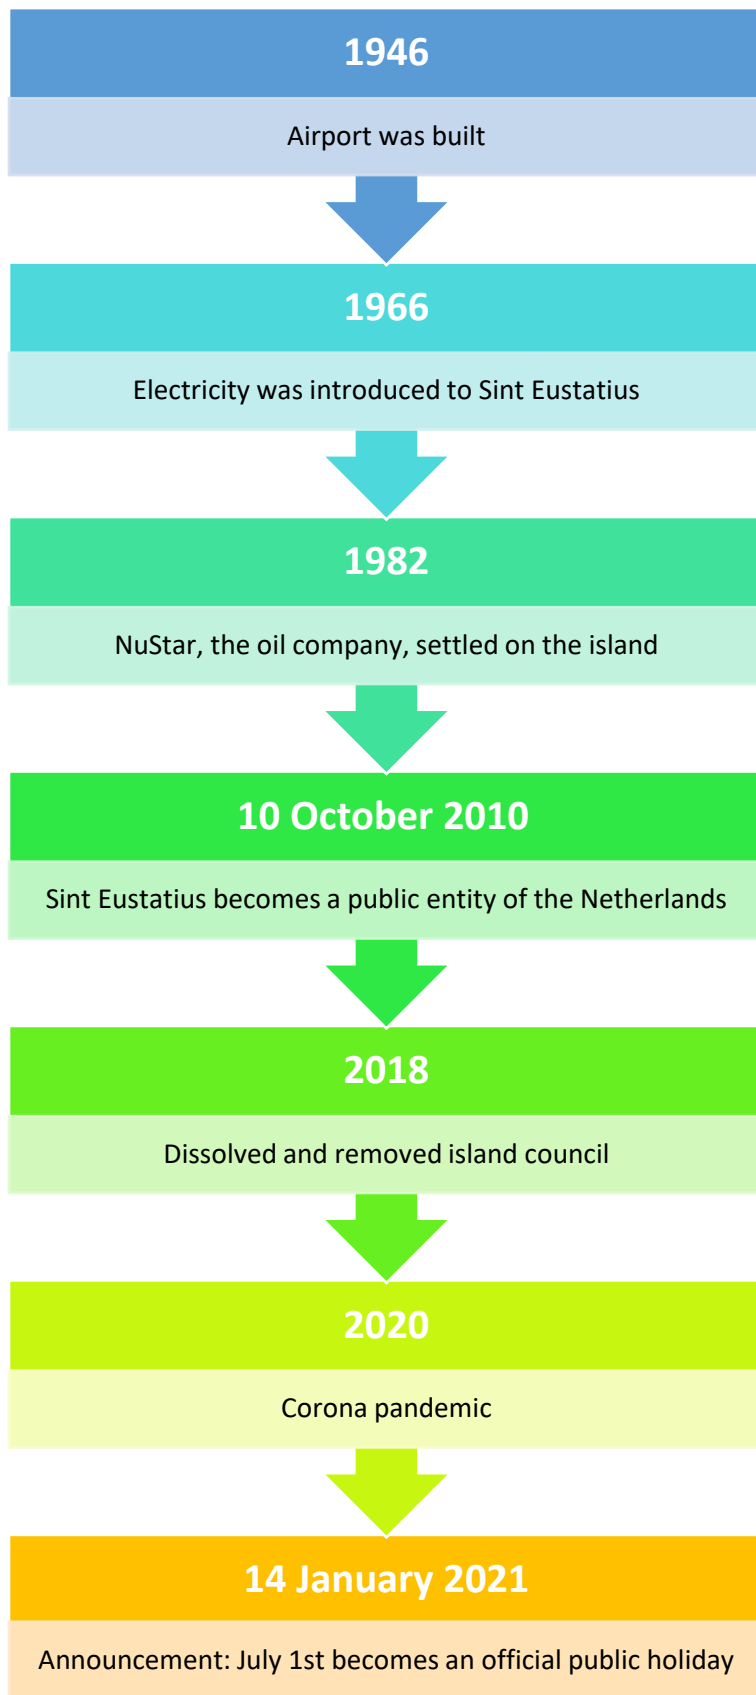 1946
Airport was built
1966
Electricity was introduced to Sint Eustatius
1982
NuStar, the oil company, settled on the island
10 October 2010
Sint Eustatius becomes a public entity of the Netherlands
2018
Dissolved and removed island council
2020
Corona pandemic
14 January 2021
Announcement: July 1st becomes an official public holiday